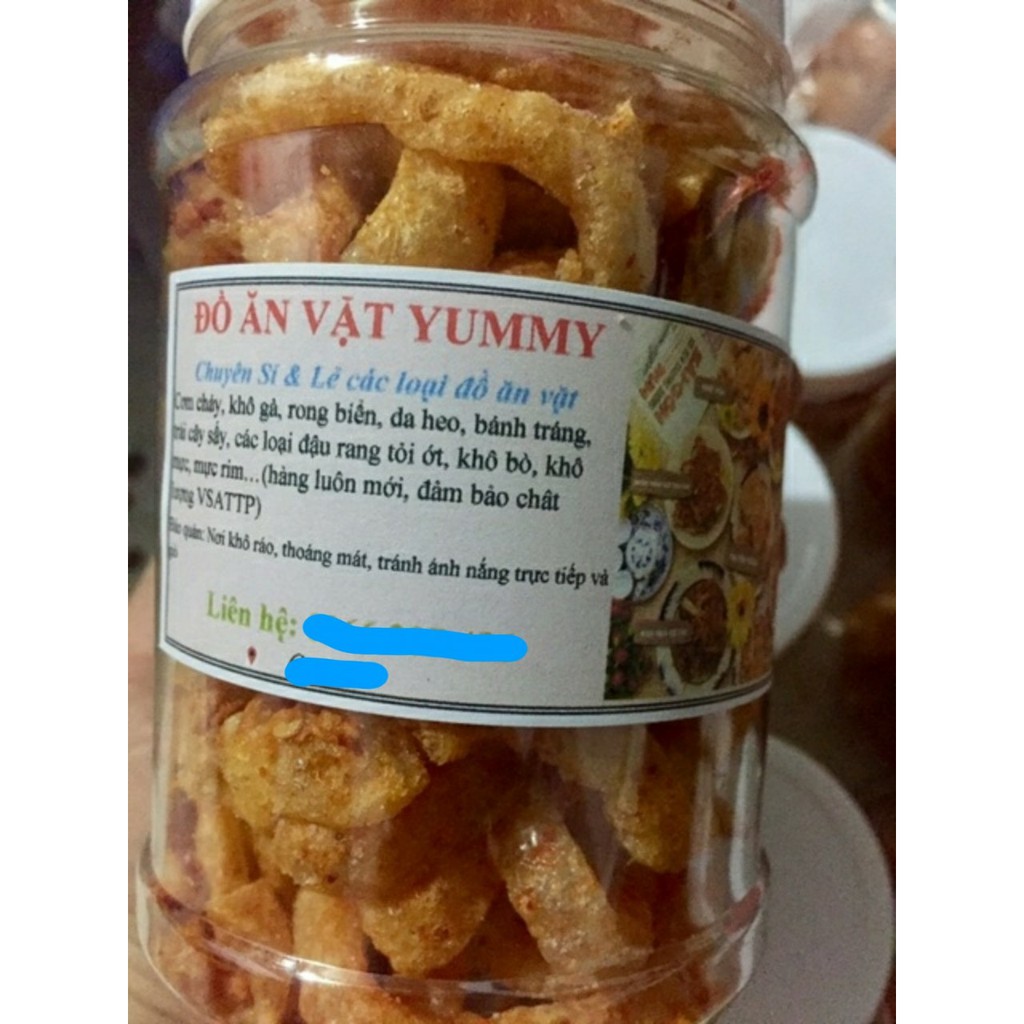 ĐỒ ĂN VẶT YUMMY
Chuyên Sỉ & Lẻ các loại đồ ăn vặt
Cơm cháy, khô gà, rong biển, da heo, bánh tráng,
trái cây sấy, các loại đậu rang tỏi ớt, khô bò, khô
mực, mực rim...(hàng luôn mới, đảm bảo chất
lượng VSATTP)
Bảo quản: Nơi khô ráo, thoáng mát, tránh ánh nắng trực tiếp và
gió
Liên hệ: